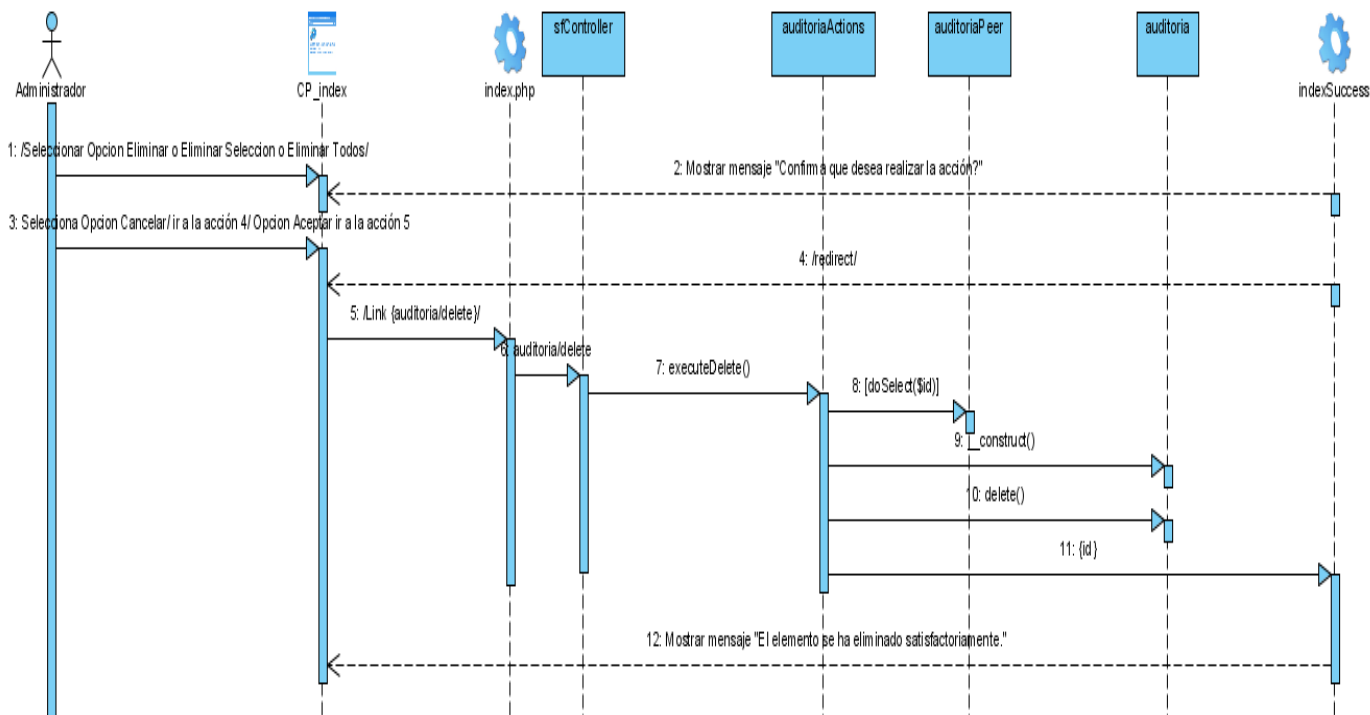 sfController
auditoriaActions
auditoriaPeer
auditoria
Administrador
CP_index
index.php
indexSuccess
1: /Seleccionar Opcion Eliminar o Eliminar Seleccion o Eliminar Todos/
2: Mostrar mensaje "Confirma que desea realizar la acción?"
3: Selecciona Opcion Cancelar/ ir a la acción 4/ Opcion Aceptar ir a la acción 5
4: /redirect/
5: /Link {auditoria/delete}/
6: auditoria/delete
7: executeDelete()
8: [doSelect($id)]
9: __construct()
10: delete()
11: {id}
12: Mostrar mensaje "El elemento se ha eliminado satisfactoriamente."